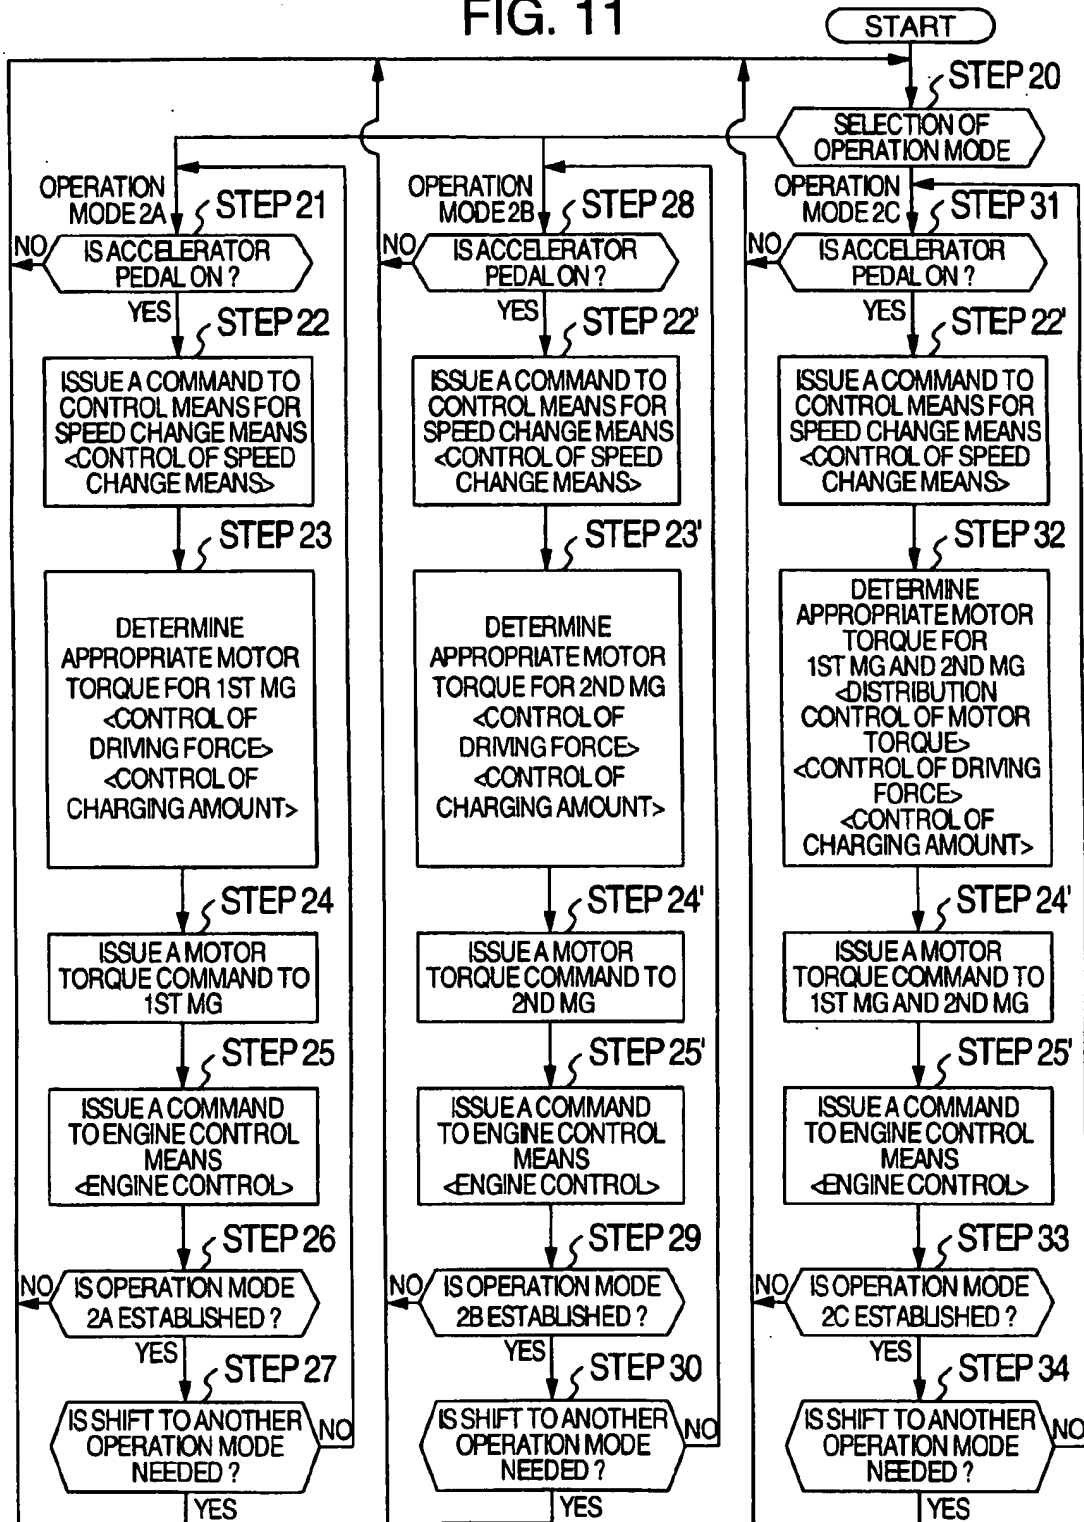 FIG. 11
START
STEP 20
SELECTION OF
OPERATION MODE
OPERATION
MODE 2A
STEP 21
IS ACCELERATOR
PEDAL ON ?
NO
YES
STEP 22
ISSUE A COMMAND TO
CONTROL MEANS FOR
SPEED CHANGE MEANS
<CONTROL OF SPEED
CHANGE MEANS>
STEP 23
DETERMINE
APPROPRIATE MOTOR
TORQUE FOR 1ST MG
<CONTROL OF
DRIVING FORCE>
<CONTROL OF
CHARGING AMOUNT>
STEP 24
ISSUE A MOTOR
TORQUE COMMAND TO
1ST MG
STEP 25
ISSUE A COMMAND
TO ENGINE CONTROL
MEANS
<ENGINE CONTROL>
STEP 26
NO
IS OPERATION MODE
2A ESTABLISHED ?
YES
STEP 27
IS SHIFT TO ANOTHER
OPERATION MODE
NEEDED ?
NO
YES
OPERATION
MODE 2B
STEP 28
NO
IS ACCELERATOR
PEDAL ON ?
YES
STEP 22'
ISSUE A COMMAND TO
CONTROL MEANS FOR
SPEED CHANGE MEANS
<CONTROL OF SPEED
CHANGE MEANS>
STEP 23'
DETERMINE
APPROPRIATE MOTOR
TORQUE FOR 2ND MG
<CONTROL OF
DRIVING FORCE>
<CONTROL OF
CHARGING AMOUNT>
STEP 24'
ISSUE A MOTOR
TORQUE COMMAND TO
2ND MG
STEP 25'
ISSUE A COMMAND
TO ENGINE CONTROL
MEANS
<ENGINE CONTROL>
STEP 29
NO
IS OPERATION MODE
2B ESTABLISHED ?
YES
STEP 30
IS SHIFT TO ANOTHER
OPERATION MODE
NEEDED ?
NO
YES
OPERATION
MODE 2C
STEP 31
NO
IS ACCELERATOR
PEDAL ON ?
YES
STEP 22'
ISSUE A COMMAND TO
CONTROL MEANS FOR
SPEED CHANGE MEANS
<CONTROL OF SPEED
CHANGE MEANS>
STEP 32
DETERMINE
APPROPRIATE MOTOR
TORQUE FOR
1ST MG AND 2ND MG
<DISTRIBUTION
CONTROL OF MOTOR
TORQUE>
<CONTROL OF DRIVING
FORCE>
<CONTROL OF
CHARGING AMOUNT>
STEP 24'
ISSUE A MOTOR
TORQUE COMMAND TO
1ST MG AND 2ND MG
STEP 25'
ISSUE A COMMAND
TO ENGINE CONTROL
MEANS
<ENGINE CONTROL>
STEP 33
NO
IS OPERATION MODE
2C ESTABLISHED ?
YES
STEP 34
IS SHIFT TO ANOTHER
OPERATION MODE
NEEDED ?
NO
YES